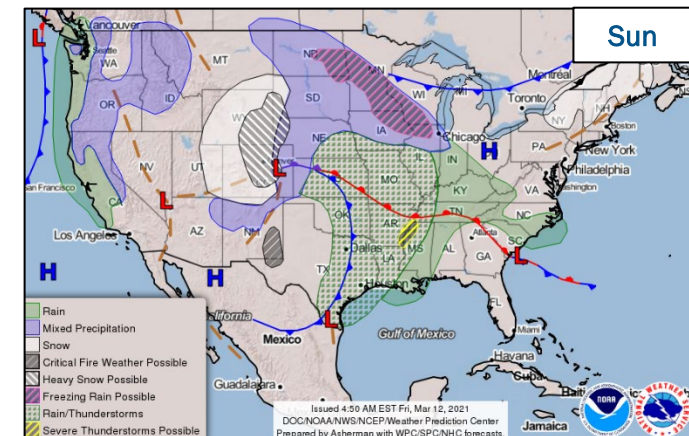 Sun
Vancouver
L
Seattle
WA
MT
ND
MN
Montréal
OR
ID
WY
SD
WI
MI
Toronto
NY
NH
Boston
IA
Chicago
H
PA
New York
Philadelphia
NV
UT
NE
IL
IN
L
San Francisco
CA
L
MO
KY
VA
OK
TN
NC
Los Angeles
AZ
NM
AR
Atlanta
SC
Dallas
MS
AL
GA
L
TX
LA
H
H
Houston
FL
California
L
Mexico
Gulf of Mexico
Miami
Havana
Cuba
Guadalajara
Jamaica
Rain
Mixed Precipitation
Snow
Critical Fire Weather Possible
Heavy Snow Possible
Freezing Rain Possible
Rain/Thunderstorms
Severe Thunderstorms Possible
Issued 4:50 AM EST Fri, Mar 12, 2021
DOC/NOAA/NWS/NCEP/Weather Prediction Center
Prepared by Asherman with WPC/SPC/NHC forecasts
NOAA